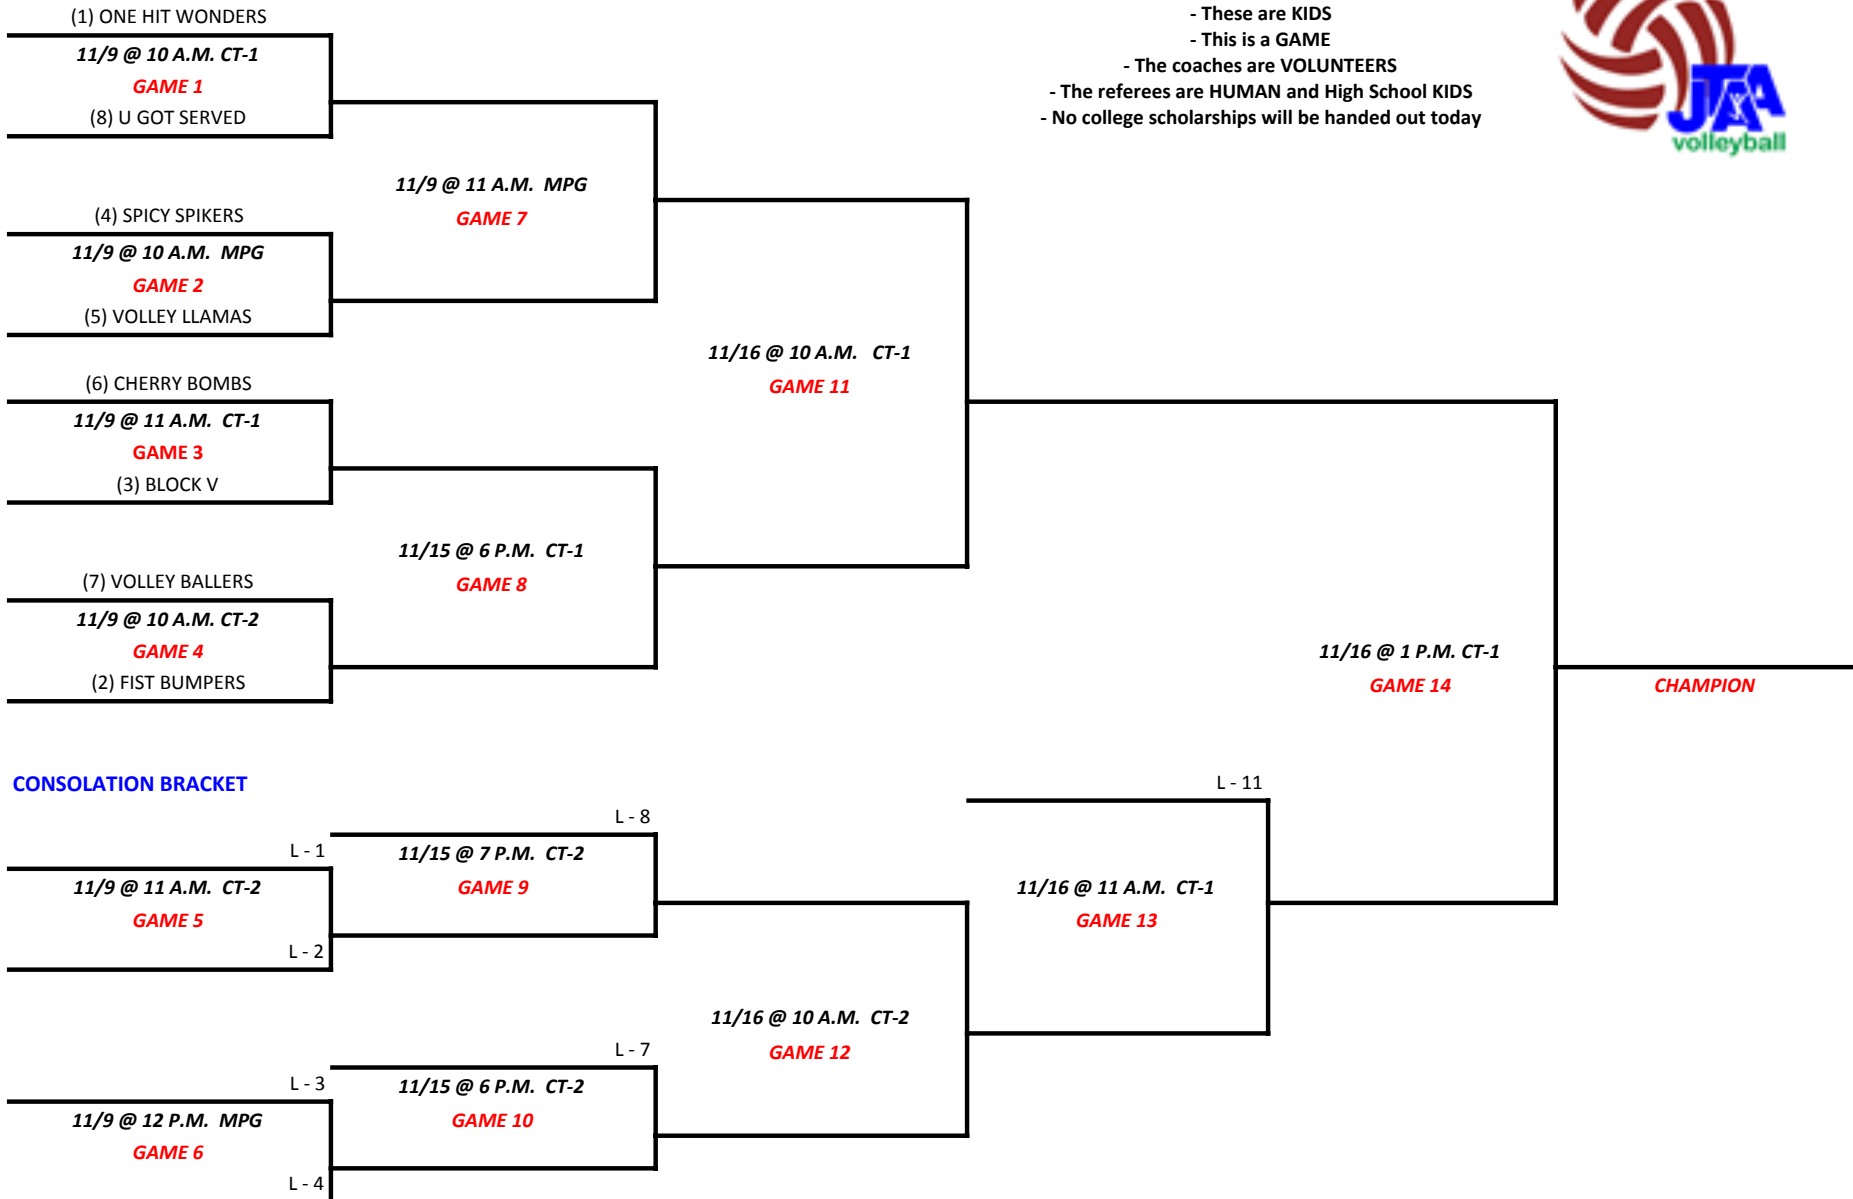 (1) ONE HIT WONDERS
11/9 @ 10 A.M. CT-1
GAME 1
(8) U GOT SERVED
- These are KIDS
- This is a GAME
- The coaches are VOLUNTEERS
- The referees are HUMAN and High School KIDS
- No college scholarships will be handed out today
JTAA
volleyball
11/9 @ 11 A.M. MPG
GAME 7
(4) SPICY SPIKERS
11/9 @ 10 A.M. MPG
GAME 2
(5) VOLLEY LLAMAS
11/16 @ 10 A.M. CT-1
GAME 11
(6) CHERRY BOMBS
11/9 @ 11 A.M. CT-1
GAME 3
(3) BLOCK V
11/15 @ 6 P.M. CT-1
GAME 8
(7) VOLLEY BALLERS
11/9 @ 10 A.M. CT-2
GAME 4
(2) FIST BUMPERS
11/16 @ 1 P.M. CT-1
GAME 14
CHAMPION
CONSOLATION BRACKET
L - 11
L - 8
L - 1
11/15 @ 7 P.M. CT-2
GAME 9
11/9 @ 11 A.M. CT-2
GAME 5
L - 2
11/16 @ 11 A.M. CT-1
GAME 13
11/16 @ 10 A.M. CT-2
GAME 12
L - 7
L - 3
11/15 @ 6 P.M. CT-2
GAME 10
11/9 @ 12 P.M. MPG
GAME 6
L - 4